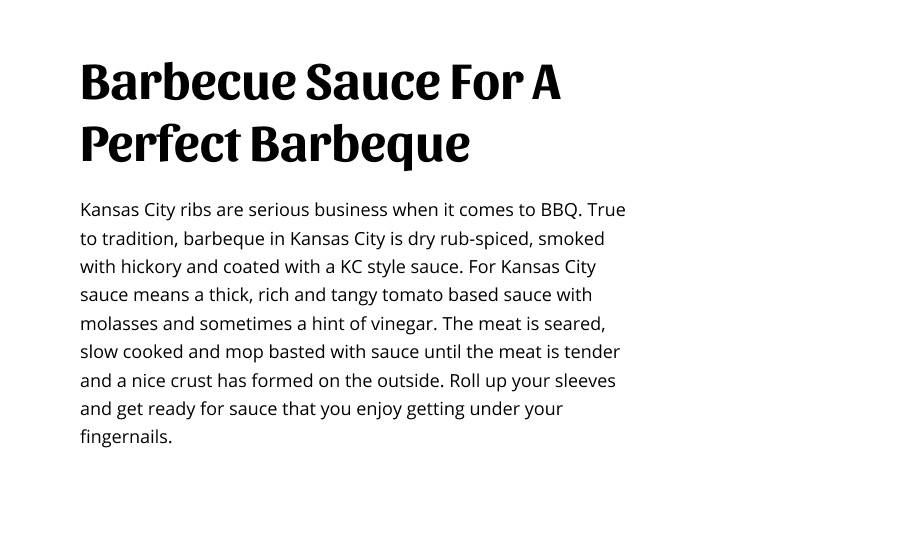 Barbecue Sauce For A
Perfect Barbeque
Kansas City ribs are serious business when it comes to BBQ. True
to tradition, barbeque in Kansas City is dry rub-spiced, smoked
with hickory and coated with a KC style sauce. For Kansas City
sauce means a thick, rich and tangy tomato based sauce with
molasses and sometimes a hint of vinegar. The meat is seared,
slow cooked and mop basted with sauce until the meat is tender
and a nice crust has formed on the outside. Roll up your sleeves
and get ready for sauce that you enjoy getting under your
fingernails.